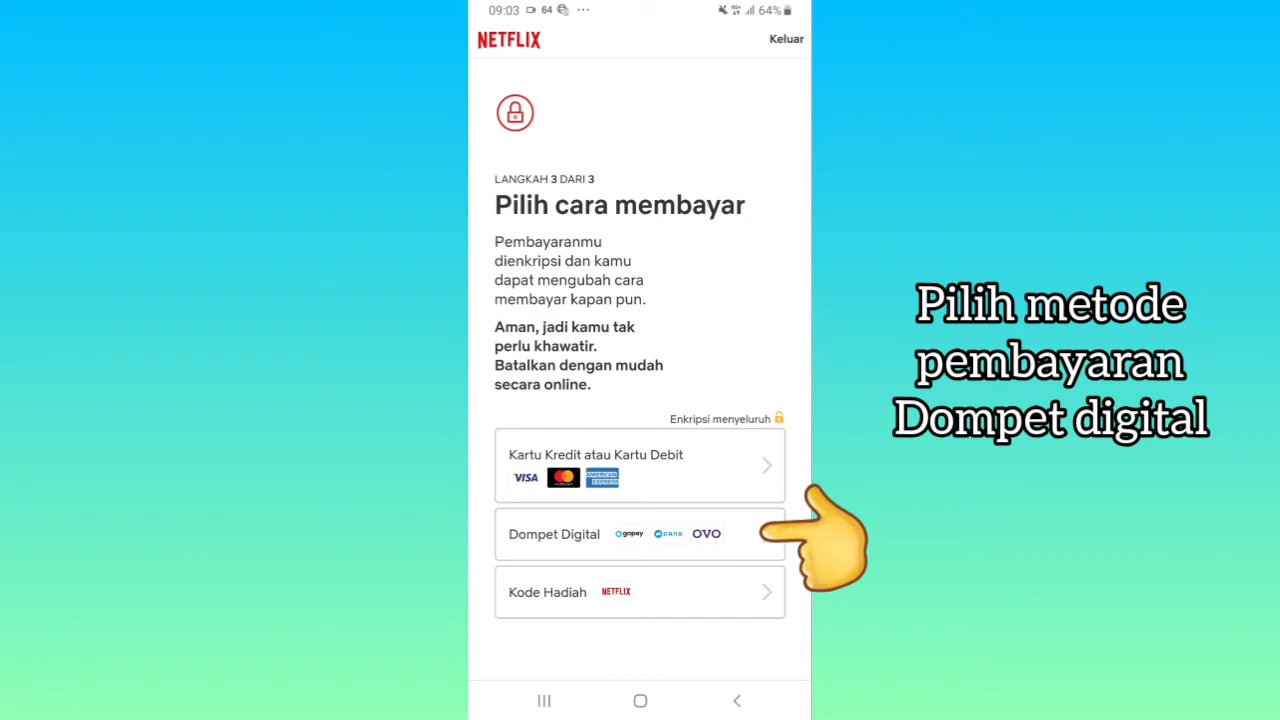 09:03 64 64%
NETFLIX Keluar
LANGKAH 3 DARI 3
Pilih cara membayar
Pembayaranmu
dienkripsi dan kamu
dapat mengubah cara
membayar kapan pun.
Aman, jadi kamu tak
perlu khawatir.
Batalkan dengan mudah
secara online.
Enkripsi menyeluruh
Kartu Kredit atau Kartu Debit
VISA mastercard AMERICAN EXPRESS
Dompet Digital gopay DANA OVO
Kode Hadiah NETFLIX
Pilih metode
pembayaran
Dompet digital